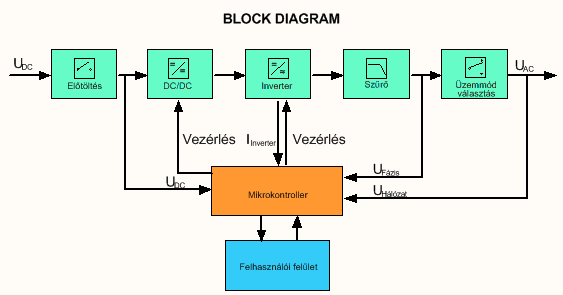 BLOCK DIAGRAM
UDC
UAC
Előtöltés
DC/DC
Inverter
Szűrő
Üzemmód
választás
Vezérlés
IInverter
Vezérlés
UFázis
UDC
UHálózat
Mikrokontroller
Felhasználói felület